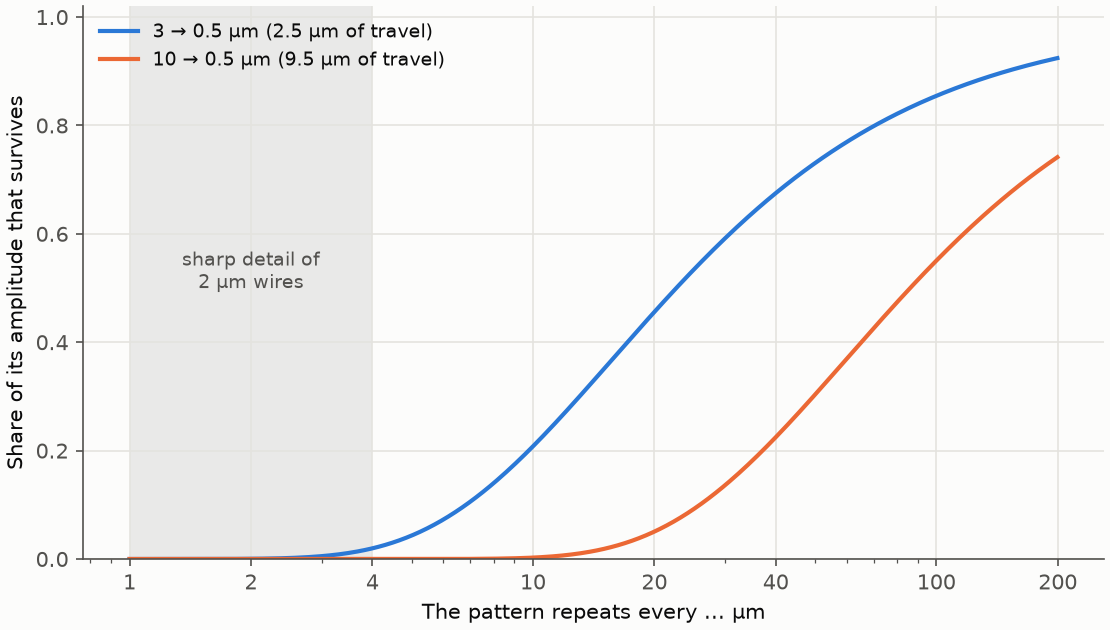 3 → 0.5 µm (2.5 µm of travel)
10 → 0.5 µm (9.5 µm of travel)
sharp detail of
2 µm wires
Share of its amplitude that survives
1.0
0.8
0.6
0.4
0.2
0.0
1 2 4 10 20 40 100 200
The pattern repeats every ... µm